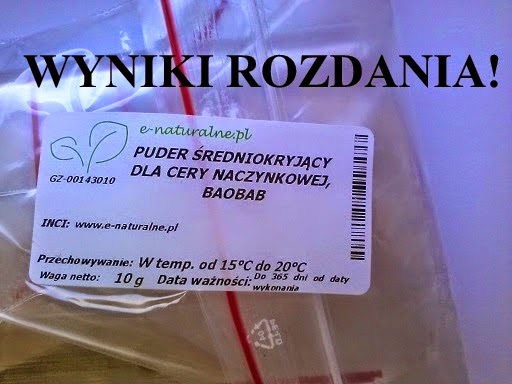 WYNIKI ROZDANIA!
e-naturalne.pl
PUDER ŚREDNIOKRYJĄCY
DLA CERY NACZYNKOWEJ,
BAOBAB
GZ-00143010
INCI: www.e-naturalne.pl
Przechowywanie: W temp. od 15°C do 20°C
Waga netto: 10 g Data ważności: Do 365 dni od daty
wykonania